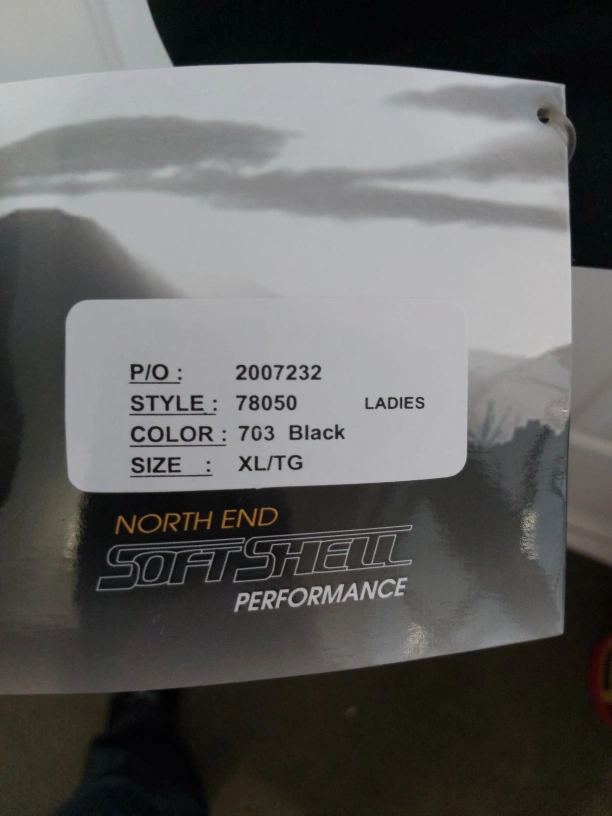 P/O : 2007232
STYLE : 78050 LADIES
COLOR : 703 Black
SIZE : XL/TG
NORTH END
SOFTSHELL
PERFORMANCE